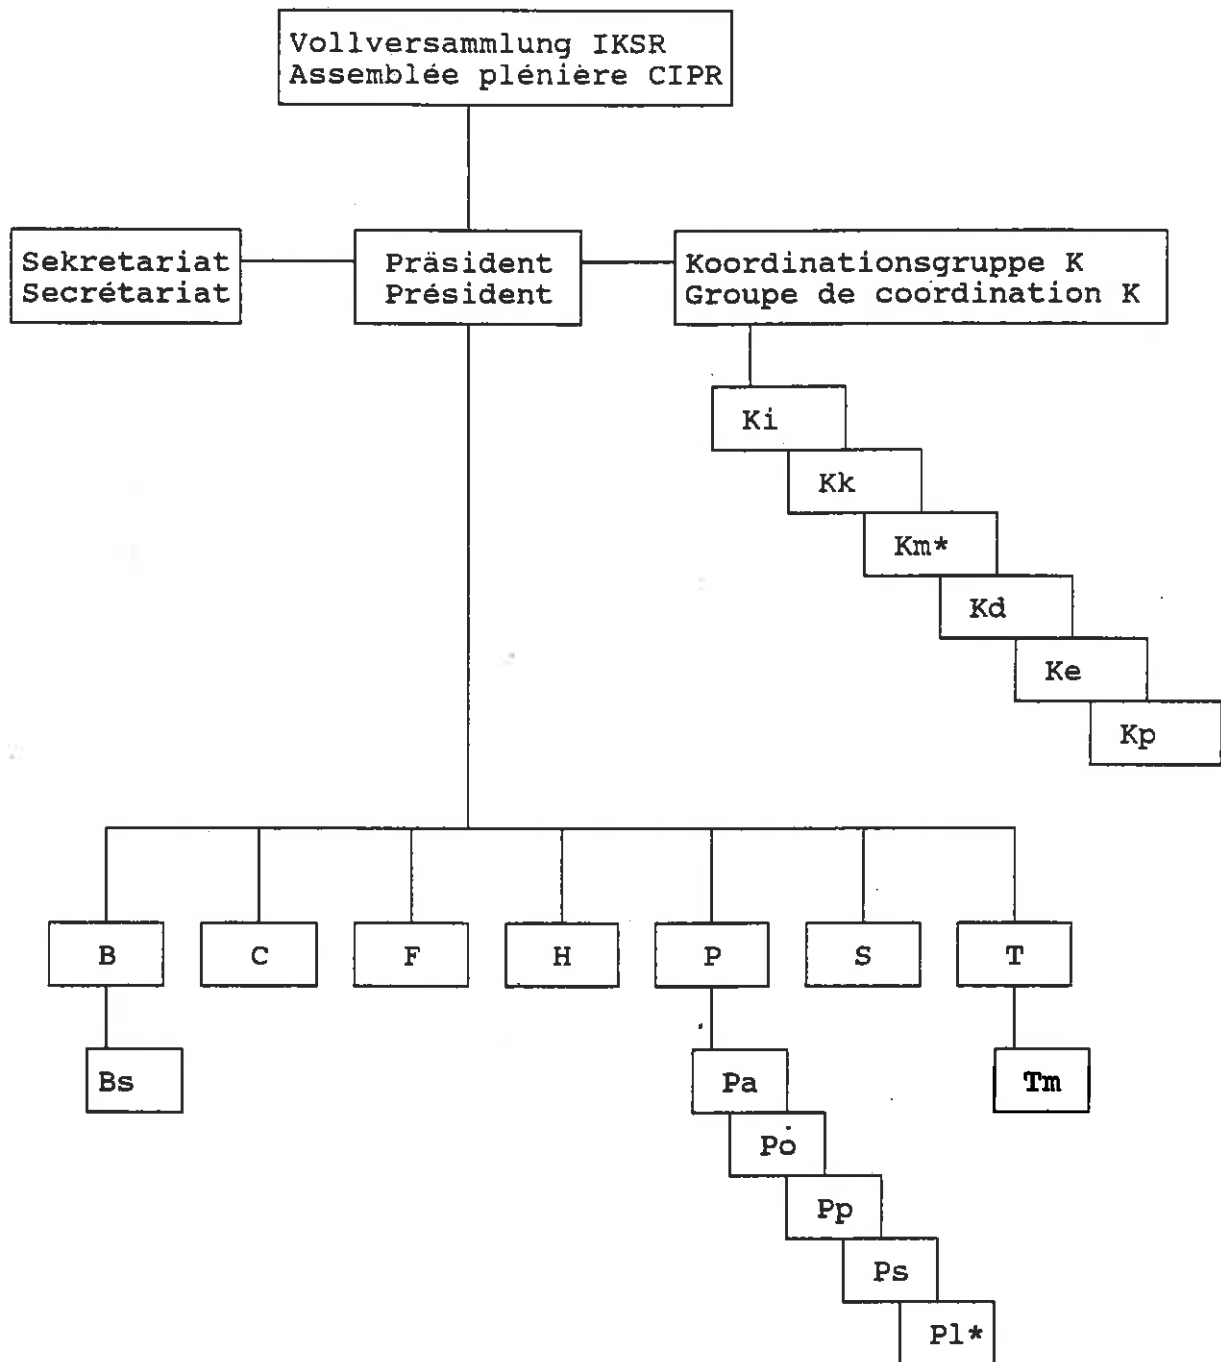 Vollversammlung IKSR
Assemblée plénière CIPR
Sekretariat
Secrétariat
Präsident
Président
Koordinationsgruppe K
Groupe de coordination K
Ki
Kk
Km*
Kd
Ke
Kp
B
C
F
H
P
S
T
Bs
Pa
Tm
Po
Pp
Ps
Pl*